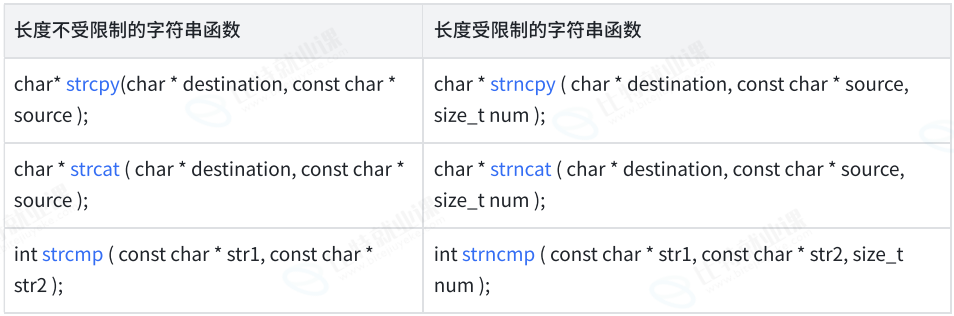 长度不受限制的字符串函数
长度受限制的字符串函数
char* strcpy(char * destination, const char *
source );
char * strncpy ( char * destination, const char * source,
size_t num );
char * strcat ( char * destination, const char *
source );
char * strncat ( char * destination, const char * source,
size_t num );
int strcmp ( const char * str1, const char *
str2 );
int strncmp ( const char * str1, const char * str2, size_t
num );